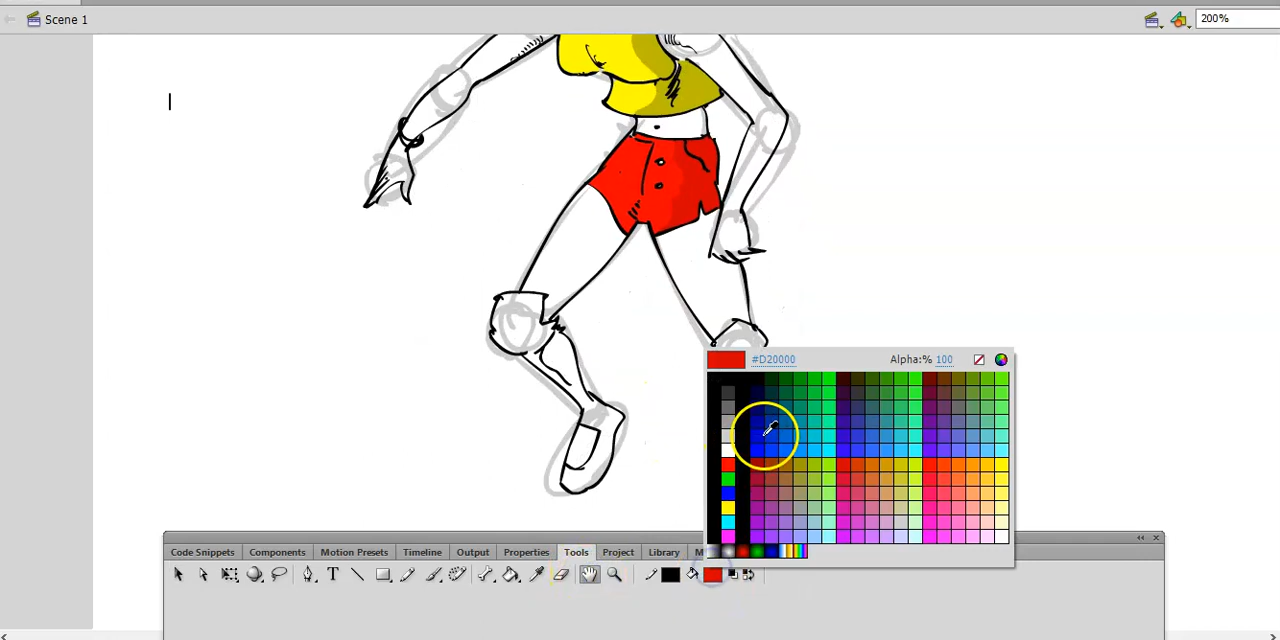 Scene 1
200%
#D20000
Alpha:% 100
Code Snippets Components Motion Presets Timeline Output Properties Tools Project Library